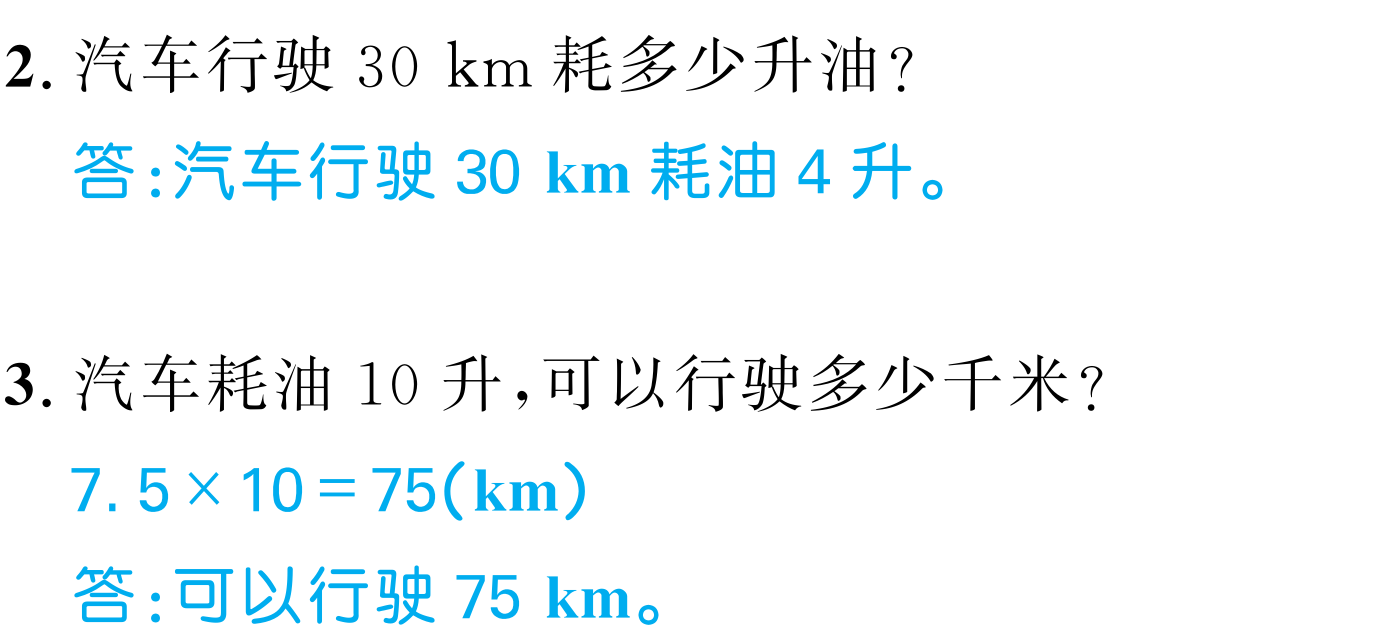 2. 汽车行驶 30 km 耗多少升油?
答:汽车行驶 30 km 耗油 4 升。
3. 汽车耗油 10 升,可以行驶多少千米?
7.5×10=75(km)
答:可以行驶 75 km。